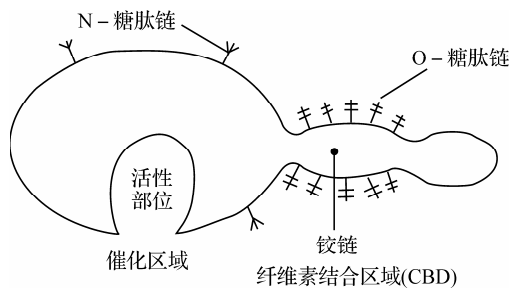 N－糖肽链
O－糖肽链
活性
部位
铰链
催化区域
纤维素结合区域(CBD)